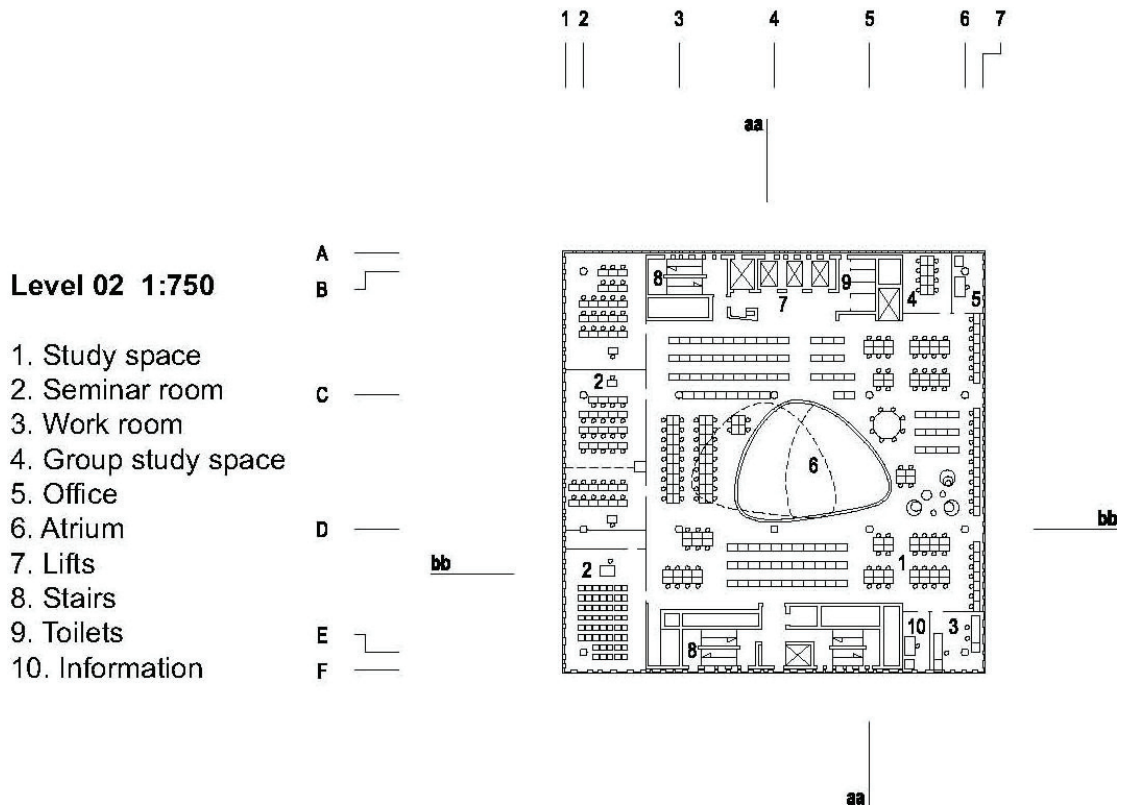 1 2 3 4 5 6 7
aa
A
Level 02 1:750
B
1. Study space
2. Seminar room
3. Work room
4. Group study space
5. Office
6. Atrium
7. Lifts
8. Stairs
9. Toilets
10. Information
C
D
E
F
8
7
9
4
5
2
6
bb
bb
1
2
8
10
3
aa